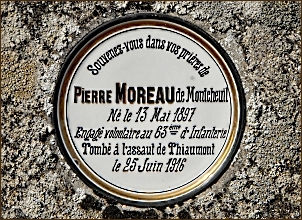 Souvenez-vous dans vos prières de
PIERRE MOREAU de Montcheuil
Né le 13 Mai 1897
Engagé volontaire au 63ème d'Infanterie
Tombé à l'assaut de Thiaumont
le 25 Juin 1916